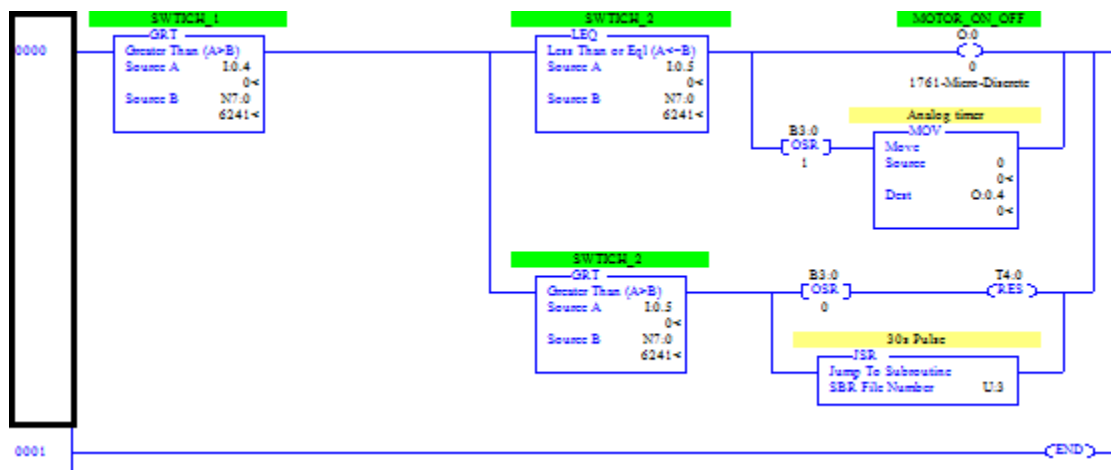 SWTICH_1 SWTICH_2 MOTOR_ON_OFF
0000 GRT LEQ O:0
Greater Than (A>B) Less Than or Eql (A<=B)
Source A I:0.4 Source A I:0.5 0
0< 0< 1761-Micro-Discrete
Source B N7:0 Source B N7:0
6241< 6241< Analog timer
B3:0 MOV
OSR Move
1 Source 0
0<
Dest O:0.4
0<
SWTICH_2
GRT B3:0 T4:0
Greater Than (A>B) OSR RES
Source A I:0.5 0
0<
Source B N7:0 30s Pulse
6241< JSR
Jump To Subroutine
SBR File Number U:3
0001 END